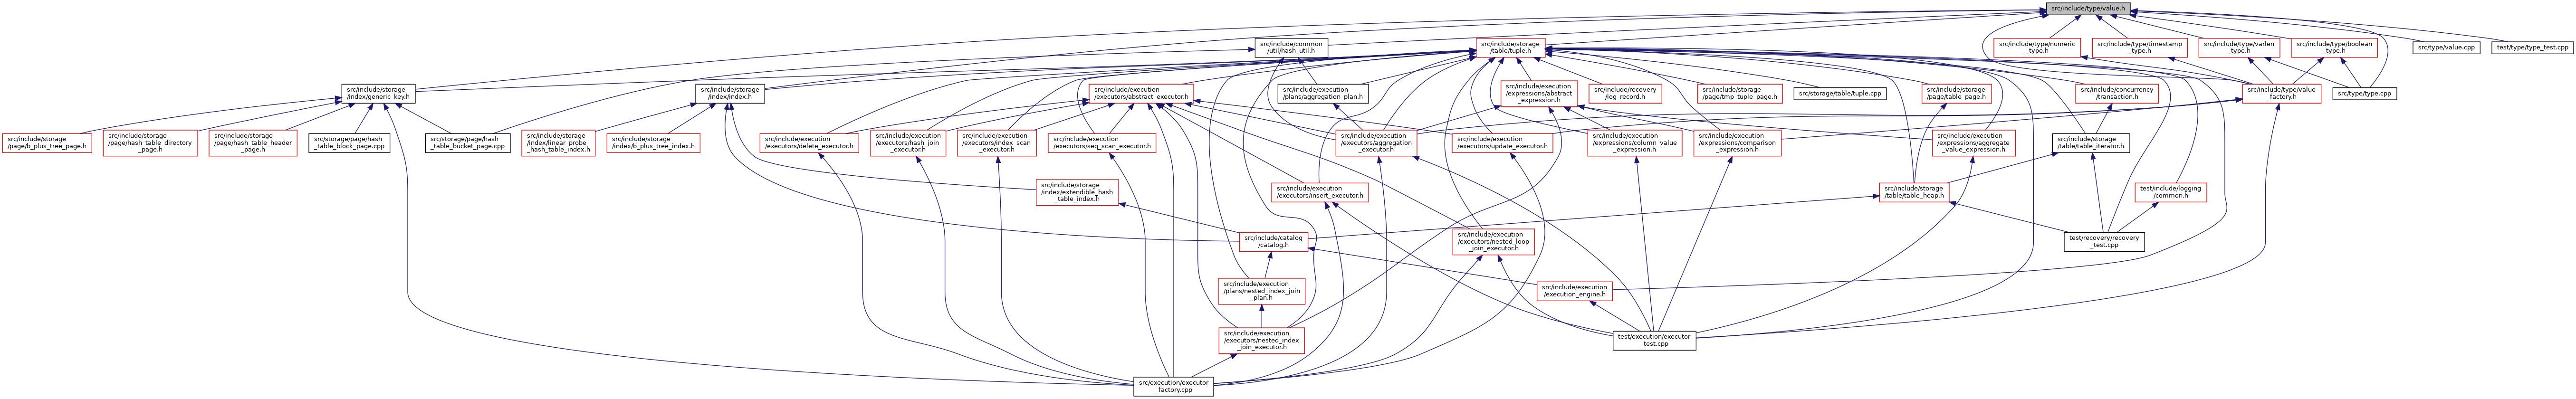 src/include/type/value.h
src/include/common
/util/hash_util.h
src/include/storage
/table/tuple.h
src/include/type/numeric
_type.h
src/include/type/timestamp
_type.h
src/include/type/varlen
_type.h
src/include/type/boolean
_type.h
src/type/value.cpp
test/type/type_test.cpp
src/include/storage
/index/generic_key.h
src/include/storage
/index/index.h
src/include/execution
/executors/abstract_executor.h
src/include/execution
/plans/aggregation_plan.h
src/include/execution
/expressions/abstract
_expression.h
src/include/recovery
/log_record.h
src/include/storage
/page/tmp_tuple_page.h
src/storage/table/tuple.cpp
src/include/storage
/page/table_page.h
src/include/concurrency
/transaction.h
src/include/type/value
_factory.h
src/type/type.cpp
src/include/storage
/page/b_plus_tree_page.h
src/include/storage
/page/hash_table_directory
_page.h
src/include/storage
/page/hash_table_header
_page.h
src/storage/page/hash
_table_block_page.cpp
src/storage/page/hash
_table_bucket_page.cpp
src/include/storage
/index/linear_probe
_hash_table_index.h
src/include/storage
/index/b_plus_tree_index.h
src/include/execution
/executors/delete_executor.h
src/include/execution
/executors/hash_join
_executor.h
src/include/execution
/executors/index_scan
_executor.h
src/include/execution
/executors/seq_scan_executor.h
src/include/execution
/executors/aggregation
_executor.h
src/include/execution
/executors/update_executor.h
src/include/execution
/expressions/column_value
_expression.h
src/include/execution
/expressions/comparison
_expression.h
src/include/execution
/expressions/aggregate
_value_expression.h
src/include/storage
/table/table_iterator.h
src/include/storage
/index/extendible_hash
_table_index.h
src/include/execution
/executors/insert_executor.h
src/include/storage
/table/table_heap.h
test/include/logging
/common.h
src/include/catalog
/catalog.h
src/include/execution
/executors/nested_loop
_join_executor.h
test/recovery/recovery
_test.cpp
src/include/execution
/plans/nested_index_join
_plan.h
src/include/execution
/execution_engine.h
src/include/execution
/executors/nested_index
_join_executor.h
test/execution/executor
_test.cpp
src/execution/executor
_factory.cpp